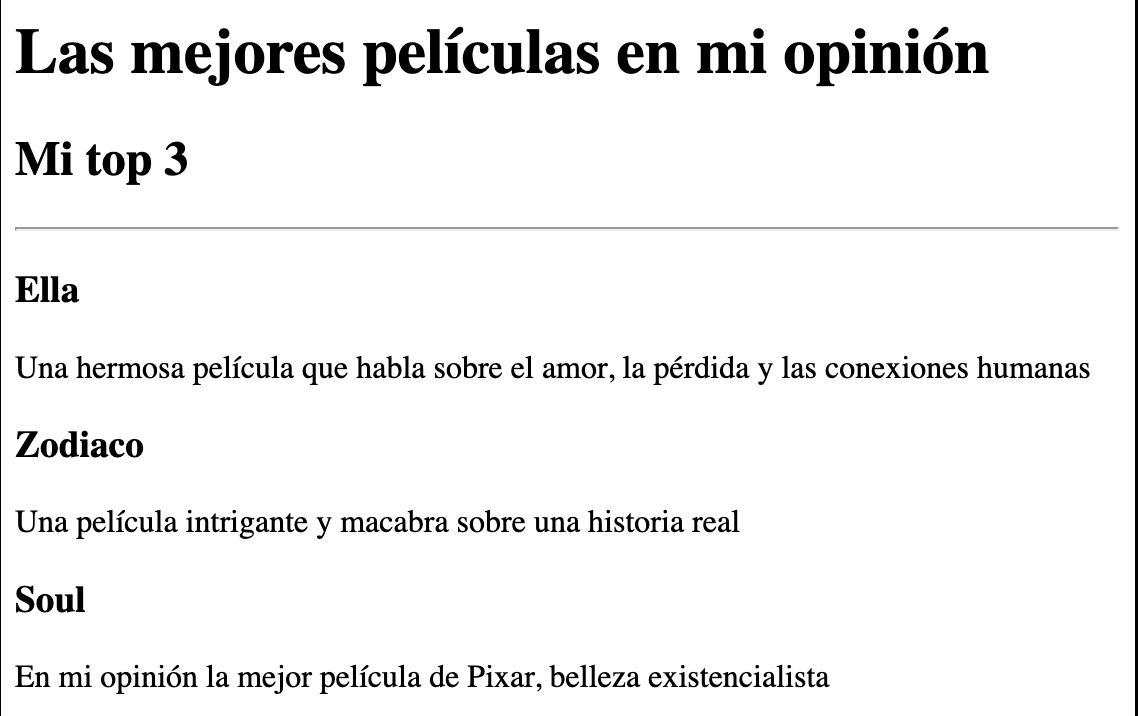 Las mejores películas en mi opinión
Mi top 3
Ella
Una hermosa película que habla sobre el amor, la pérdida y las conexiones humanas
Zodiaco
Una película intrigante y macabra sobre una historia real
Soul
En mi opinión la mejor película de Pixar, belleza existencialista